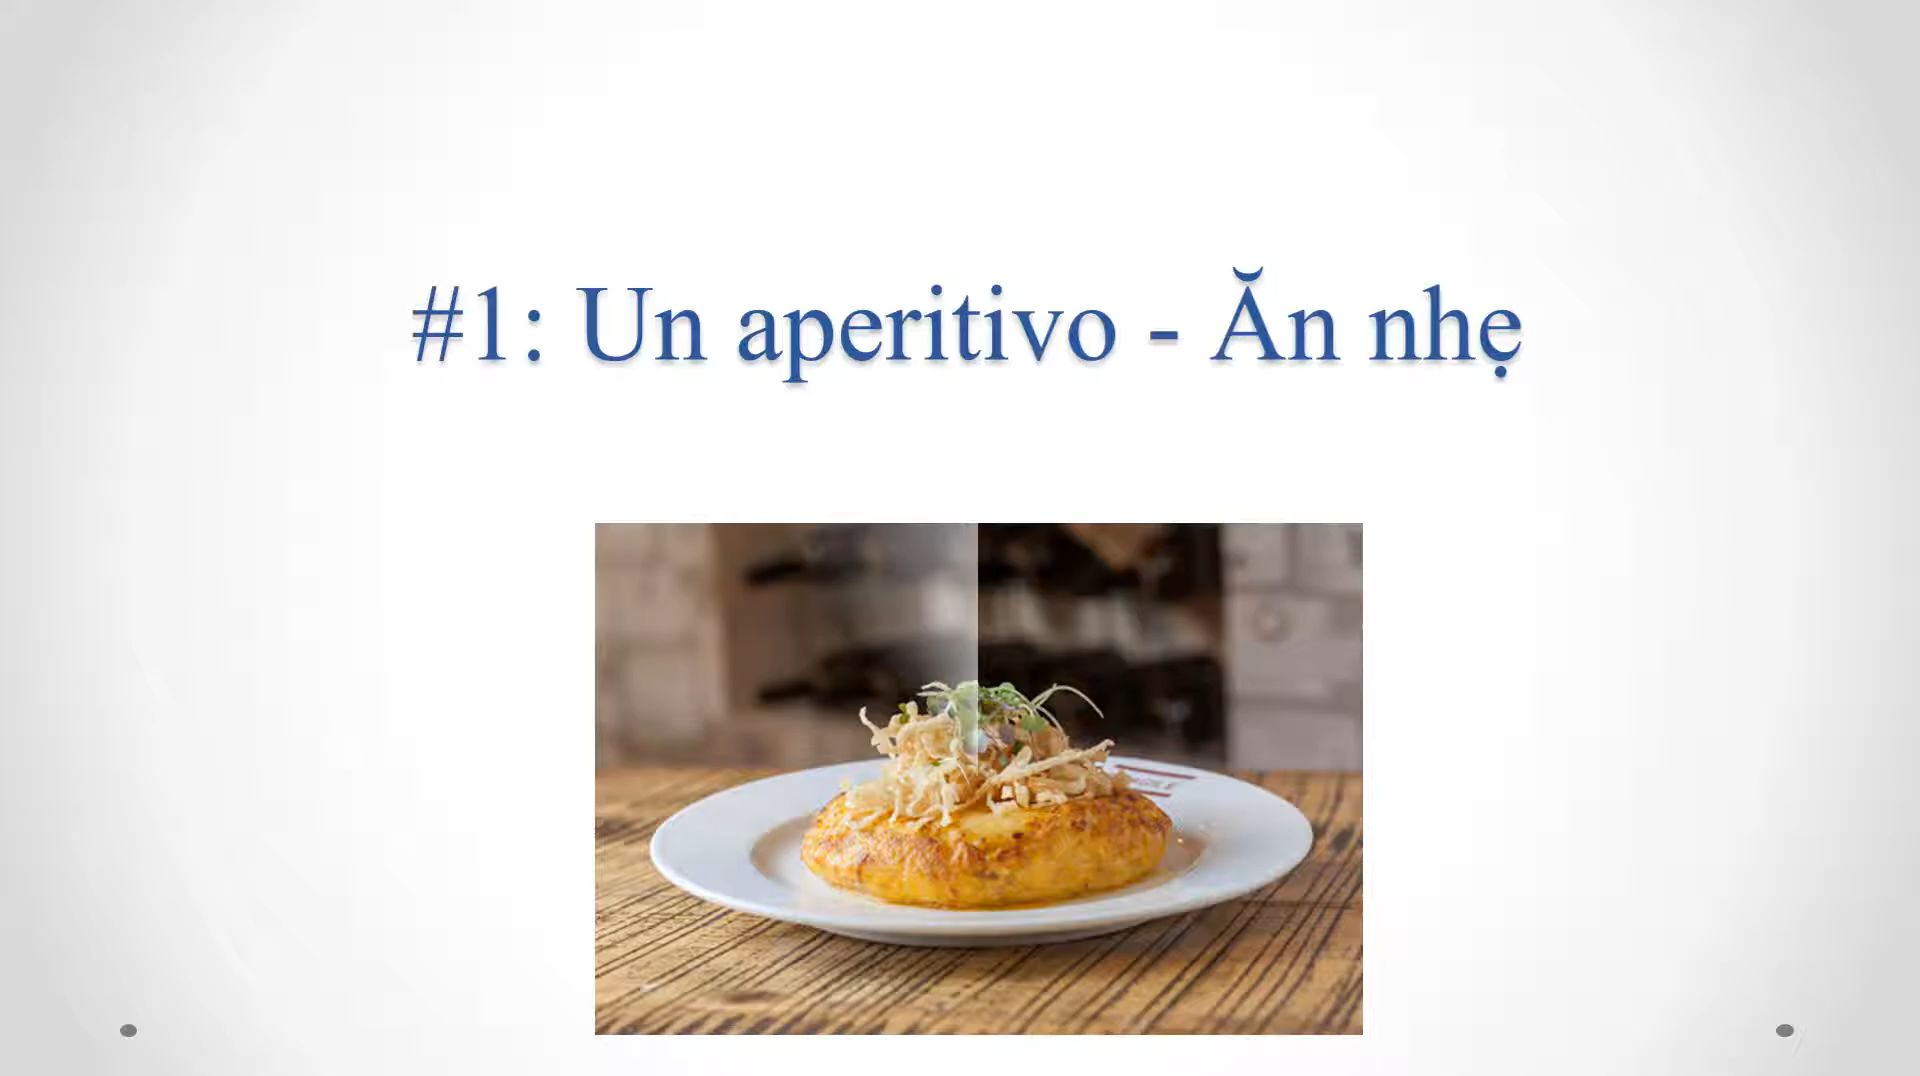 #1: Un aperitivo - Ăn nhẹ